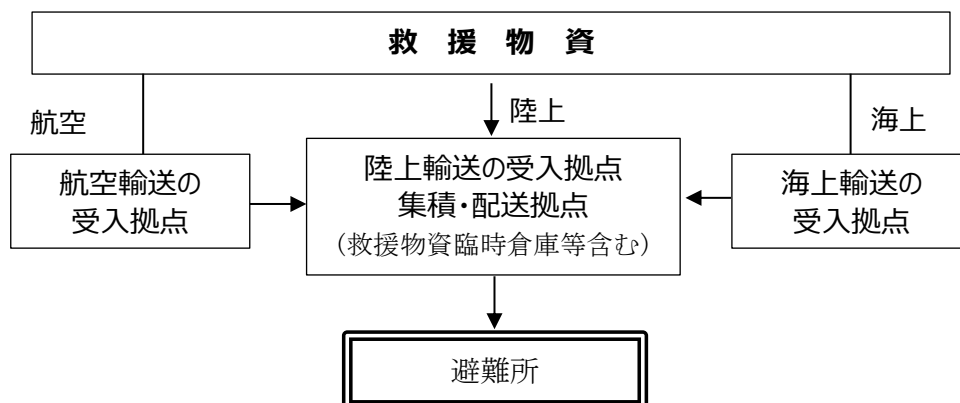 救 援 物 資
航空
陸上
海上
航空輸送の
受入拠点
陸上輸送の受入拠点
集積・配送拠点
（救援物資臨時倉庫等含む）
海上輸送の
受入拠点
避難所